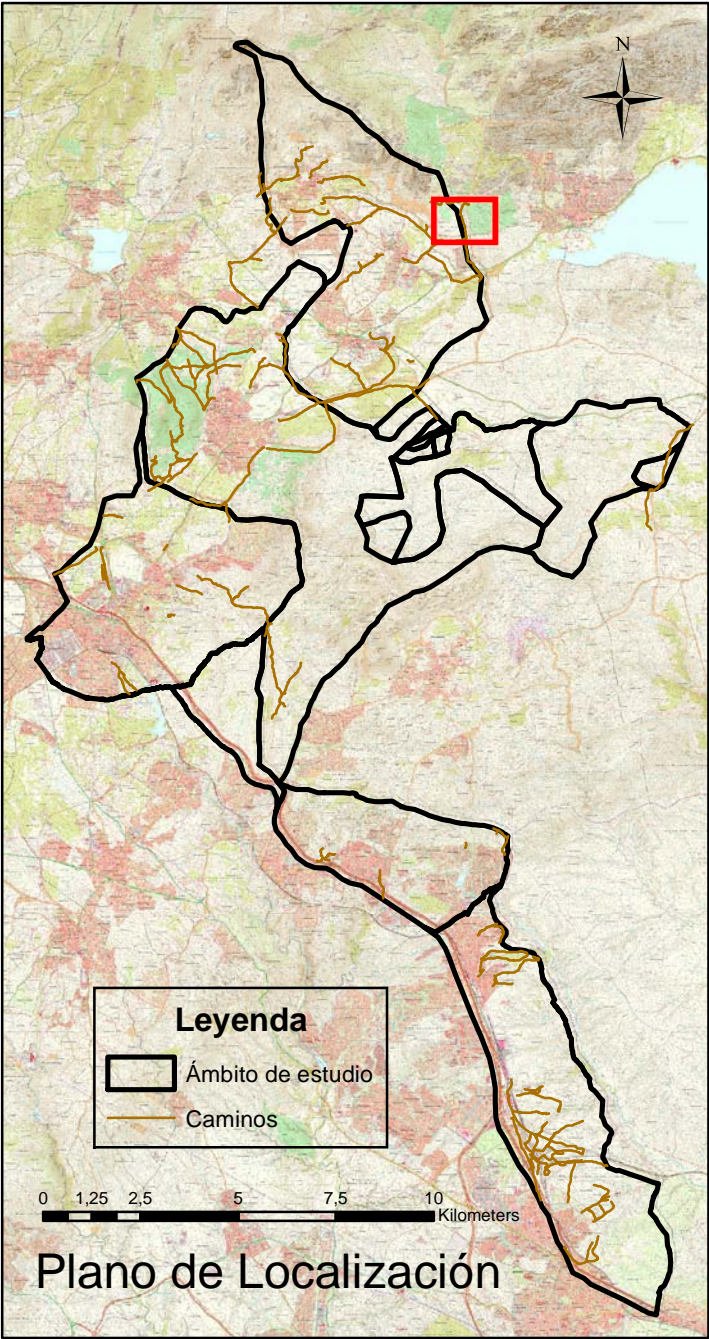 N
Leyenda
Ámbito de estudio
Caminos
0 1,25 2,5 5 7,5 10
Kilometers
Plano de Localización